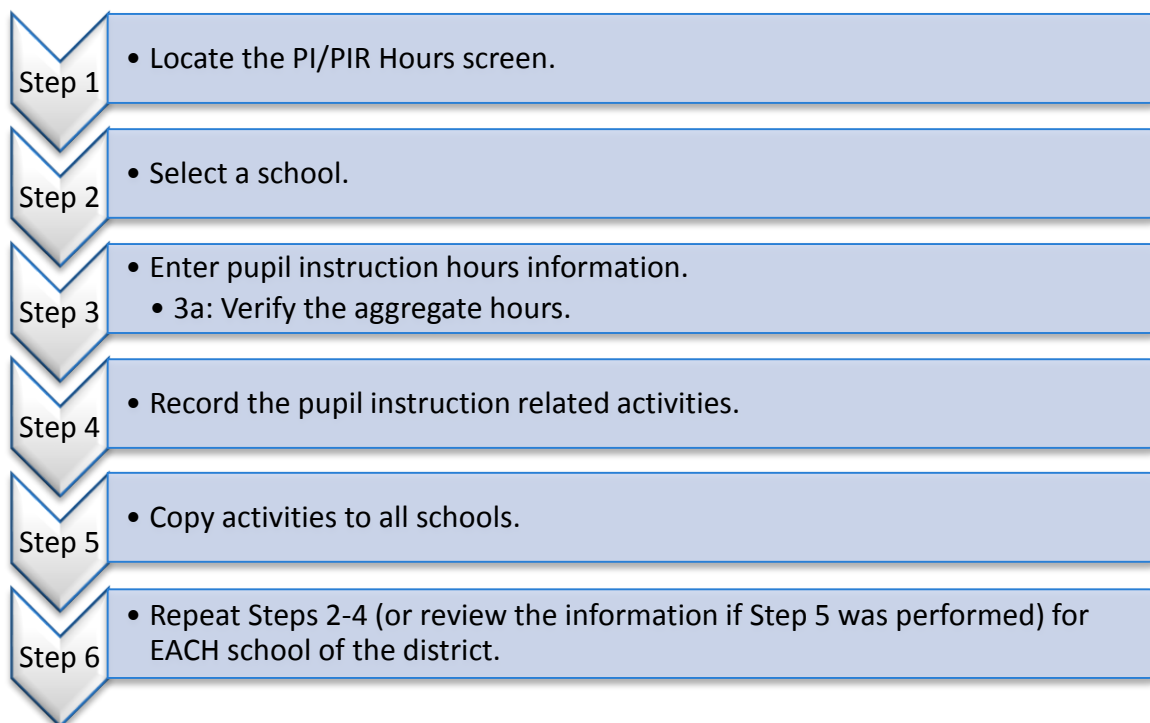 Step 1
• Locate the PI/PIR Hours screen.
Step 2
• Select a school.
Step 3
• Enter pupil instruction hours information.
• 3a: Verify the aggregate hours.
Step 4
• Record the pupil instruction related activities.
Step 5
• Copy activities to all schools.
Step 6
• Repeat Steps 2-4 (or review the information if Step 5 was performed) for
EACH school of the district.